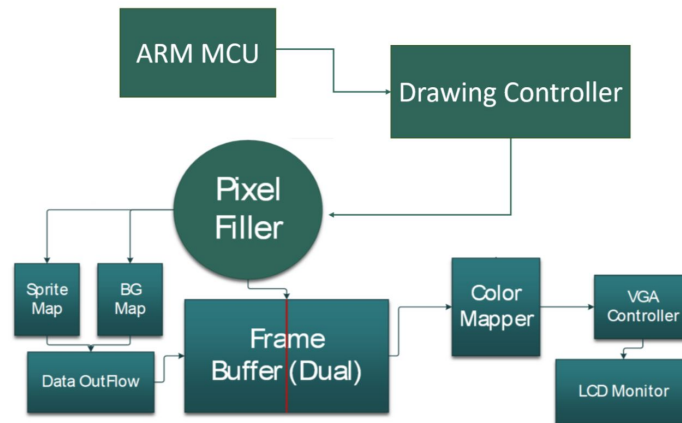 ARM MCU
Drawing Controller
Pixel
Filler
Sprite
Map
BG
Map
Data OutFlow
Frame
Buffer (Dual)
Color
Mapper
VGA
Controller
LCD Monitor